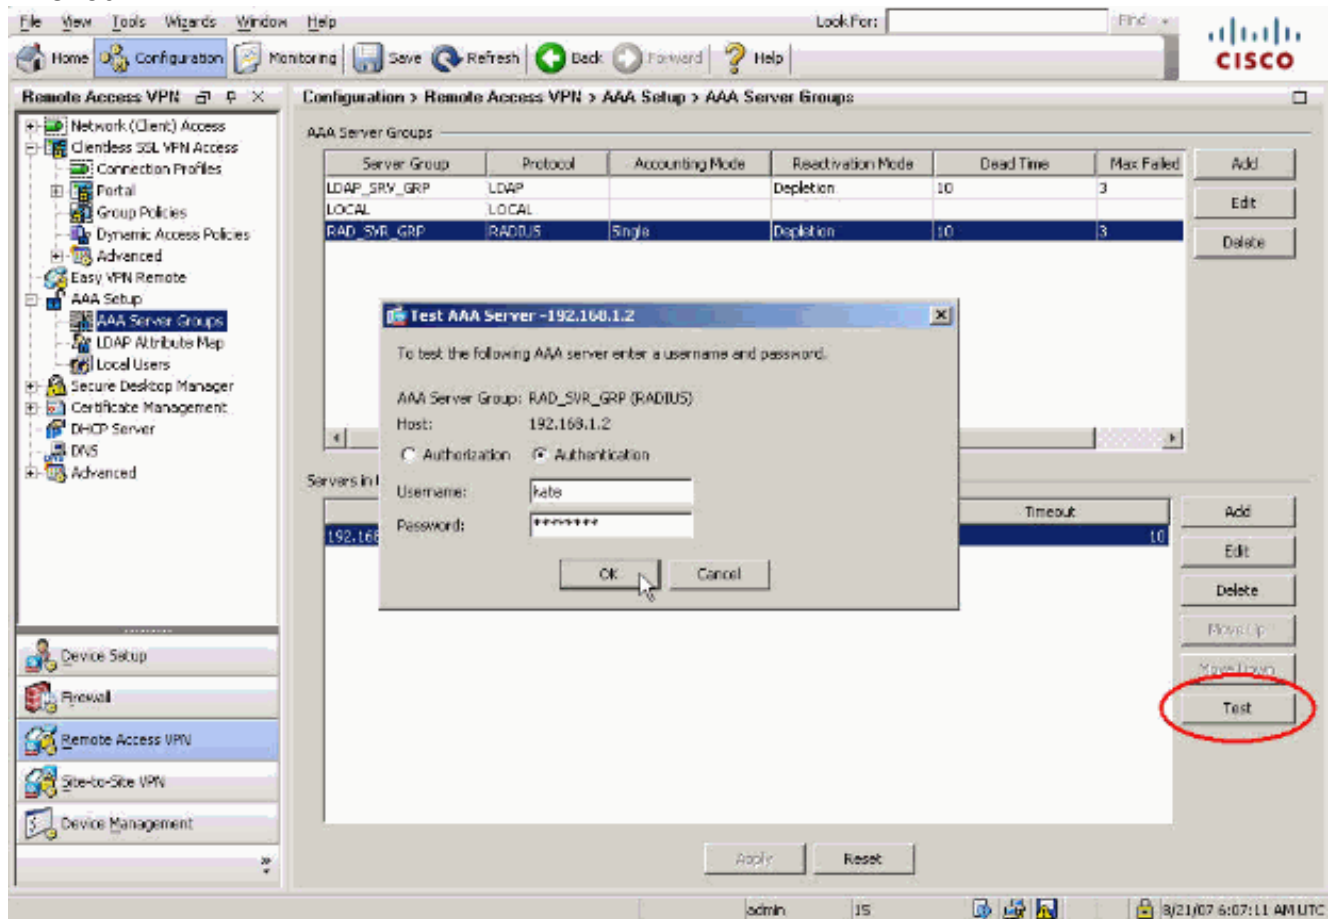 File View Tools Wizards Window Help Look For: Find
Home Configuration Monitoring Save Refresh Back Forward Help
CISCO
Remote Access VPN
Network (Client) Access
Clientless SSL VPN Access
Connection Profiles
Portal
Group Policies
Dynamic Access Policies
Advanced
Easy VPN Remote
AAA Setup
AAA Server Groups
LDAP Attribute Map
Local Users
Secure Desktop Manager
Certificate Management
DHCP Server
DNS
Advanced
Device Setup
Firewall
Remote Access VPN
Site-to-Site VPN
Device Management
Configuration > Remote Access VPN > AAA Setup > AAA Server Groups
AAA Server Groups
Server Group Protocol Accounting Mode Reactivation Mode Dead Time Max Failed
LDAP_SRV_GRP LDAP Depletion 10 3
LOCAL LOCAL
RAD_SVR_GRP RADIUS Single Depletion 10 3
Add
Edit
Delete
Test AAA Server -192.168.1.2
To test the following AAA server enter a username and password.
AAA Server Group: RAD_SVR_GRP (RADIUS)
Host: 192.168.1.2
Authorization Authentication
Username: kate
Password: *******
OK Cancel
Servers in
Timeout
192.168 10
Add
Edit
Delete
Move Up
Move Down
Test
Apply Reset
admin 15 8/21/07 6:07:11 AM UTC